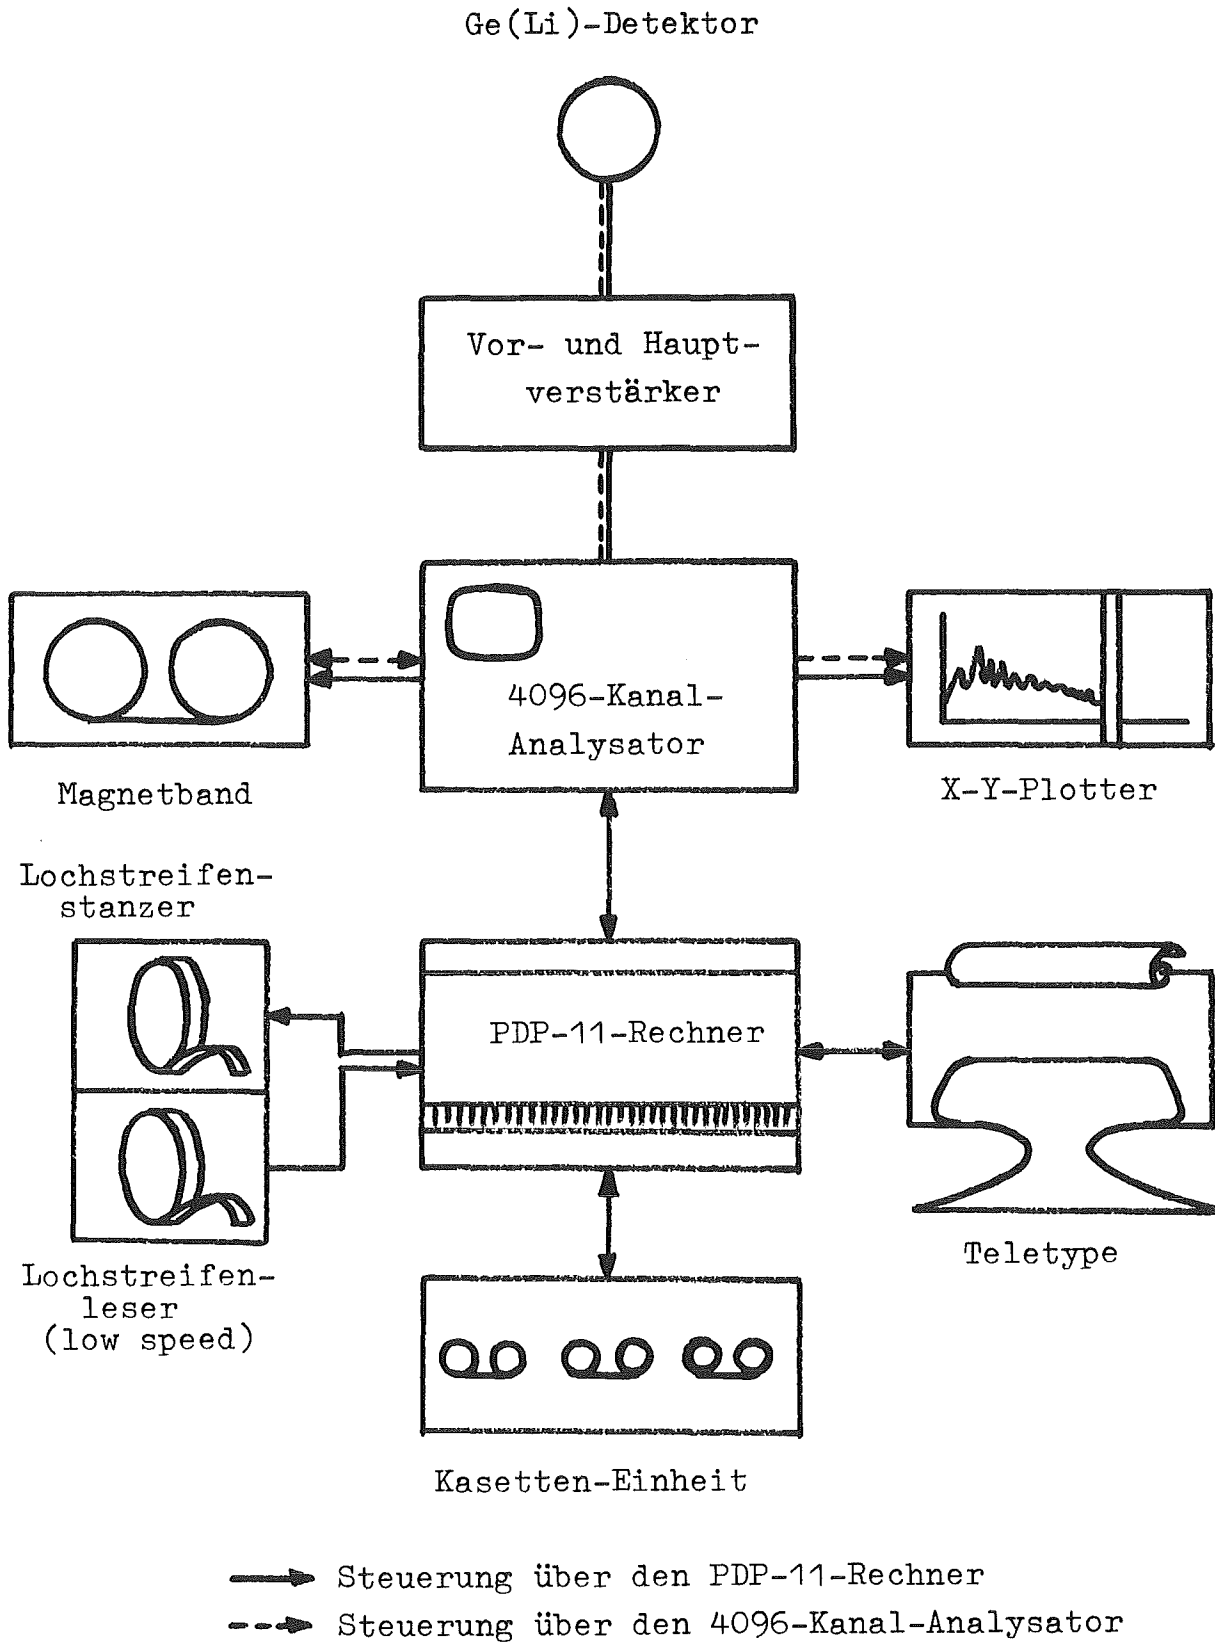 Ge(Li)-Detektor
Vor- und Haupt-
verstärker
4096-Kanal-
Analysator
Magnetband
X-Y-Plotter
Lochstreifen-
stanzer
PDP-11-Rechner
Lochstreifen-
leser
(low speed)
Teletype
Kasetten-Einheit
Steuerung über den PDP-11-Rechner
Steuerung über den 4096-Kanal-Analysator